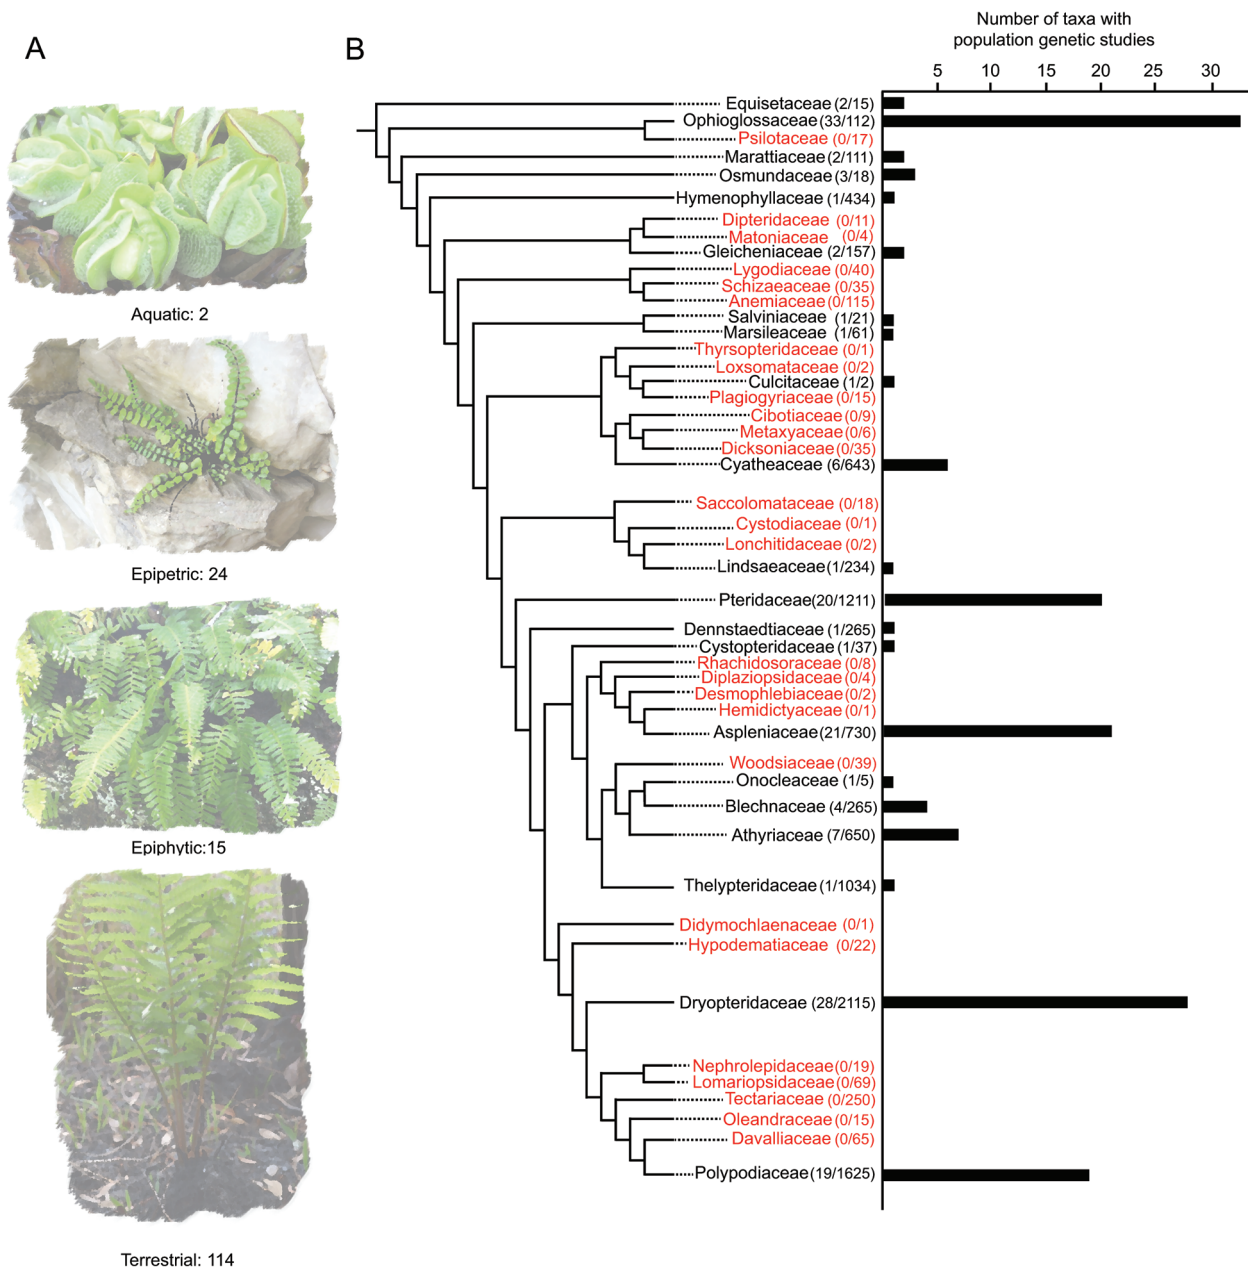 A
Aquatic: 2
Epipetric: 24
Epiphytic:15
Terrestrial: 114
B
Number of taxa with
population genetic studies
5 10 15 20 25 30
Equisetaceae (2/15)
Ophioglossaceae (33/112)
Psilotaceae (0/17)
Marattiaceae (2/111)
Osmundaceae (3/18)
Hymenophyllaceae (1/434)
Dipteridaceae (0/11)
Matoniaceae (0/4)
Gleicheniaceae (2/157)
Lygodiaceae (0/40)
Schizaeaceae (0/35)
Anemiaceae (0/115)
Salviniaceae (1/21)
Marsileaceae (1/61)
Thyrsopteridaceae (0/1)
Loxsomataceae (0/2)
Culcitaceae (1/2)
Plagiogyriaceae (0/15)
Cibotiaceae (0/9)
Metaxyaceae (0/6)
Dicksoniaceae (0/35)
Cyatheaceae (6/643)
Saccolomataceae (0/18)
Cystodiaceae (0/1)
Lonchitidaceae (0/2)
Lindsaeaceae (1/234)
Pteridaceae(20/1211)
Dennstaedtiaceae (1/265)
Cystopteridaceae (1/37)
Rhachidosoraceae (0/8)
Diplaziopsidaceae (0/4)
Desmophlebiaceae (0/2)
Hemidictyaceae (0/1)
Aspleniaceae (21/730)
Woodsiaceae (0/39)
Onocleaceae (1/5)
Blechnaceae (4/265)
Athyriaceae (7/650)
Thelypteridaceae (1/1034)
Didymochlaenaceae (0/1)
Hypodematiaceae (0/22)
Dryopteridaceae (28/2115)
Nephrolepidaceae (0/19)
Lomariopsidaceae (0/69)
Tectariaceae (0/250)
Oleandraceae (0/15)
Davalliaceae (0/65)
Polypodiaceae (19/1625)